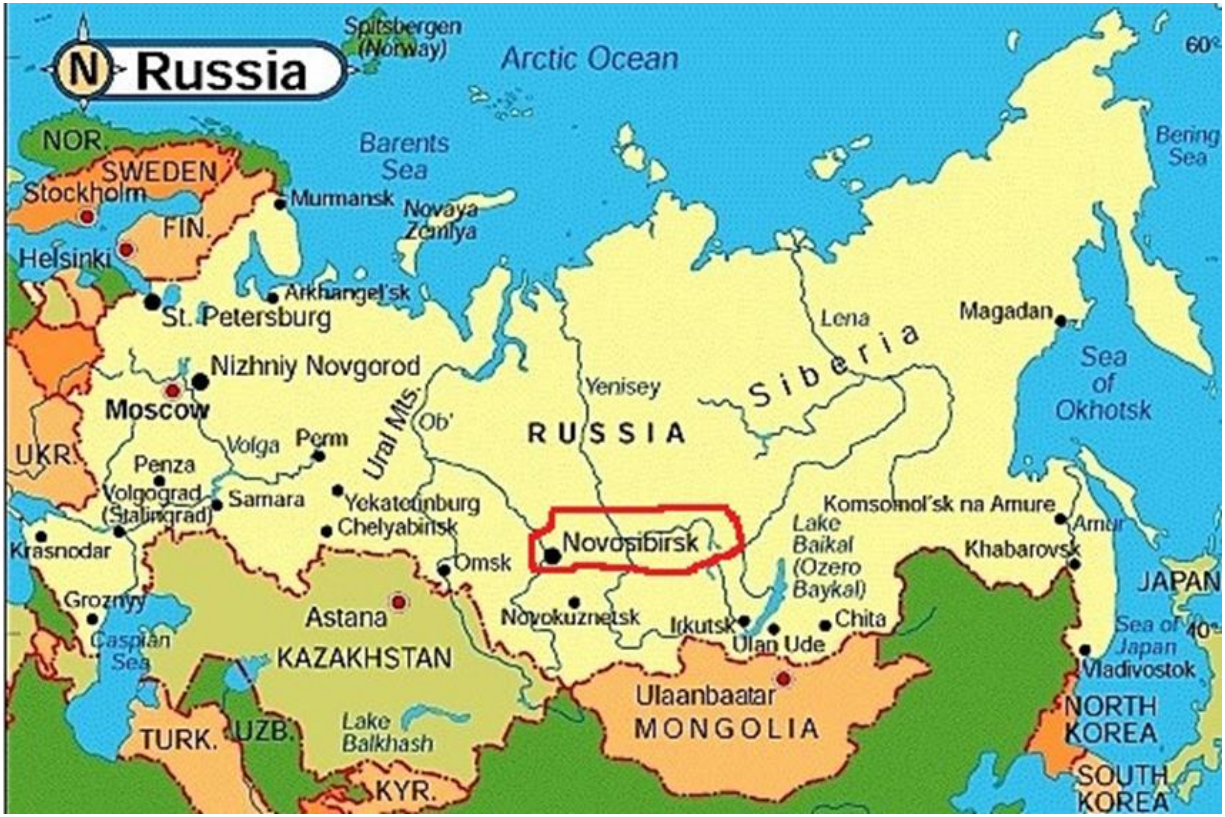 Spitsbergen
(Norway)
Arctic Ocean
60°
N Russia
NOR.
Barents
Sea
Bering
Sea
SWEDEN
Stockholm
Murmansk
Novaya
Zemlya
FIN.
Helsinki
Arkhangel'sk
St. Petersburg
Lena
Magadan
Siberia
Sea
of
Okhotsk
Nizhniy Novgorod
Yenisey
Moscow
Ural Mts.
Ob'
RUSSIA
UKR.
Volga
Perm
Penza
Volgograd
(Stalingrad)
Samara
Yekaterinburg
Chelyabinsk
Komsomol'sk na Amure
Amur
Krasnodar
Omsk
Novosibirsk
Lake
Baikal
(Ozero
Baykal)
Khabarovsk
JAPAN
Groznyy
Astana
Novokuznetsk
Irkutsk
Chita
Ulan Ude
Sea of
Japan
40°
Caspian
Sea
KAZAKHSTAN
Vladivostok
Ulaanbaatar
MONGOLIA
NORTH
KOREA
TURK.
UZB.
Lake
Balkhash
KYR.
SOUTH
KOREA